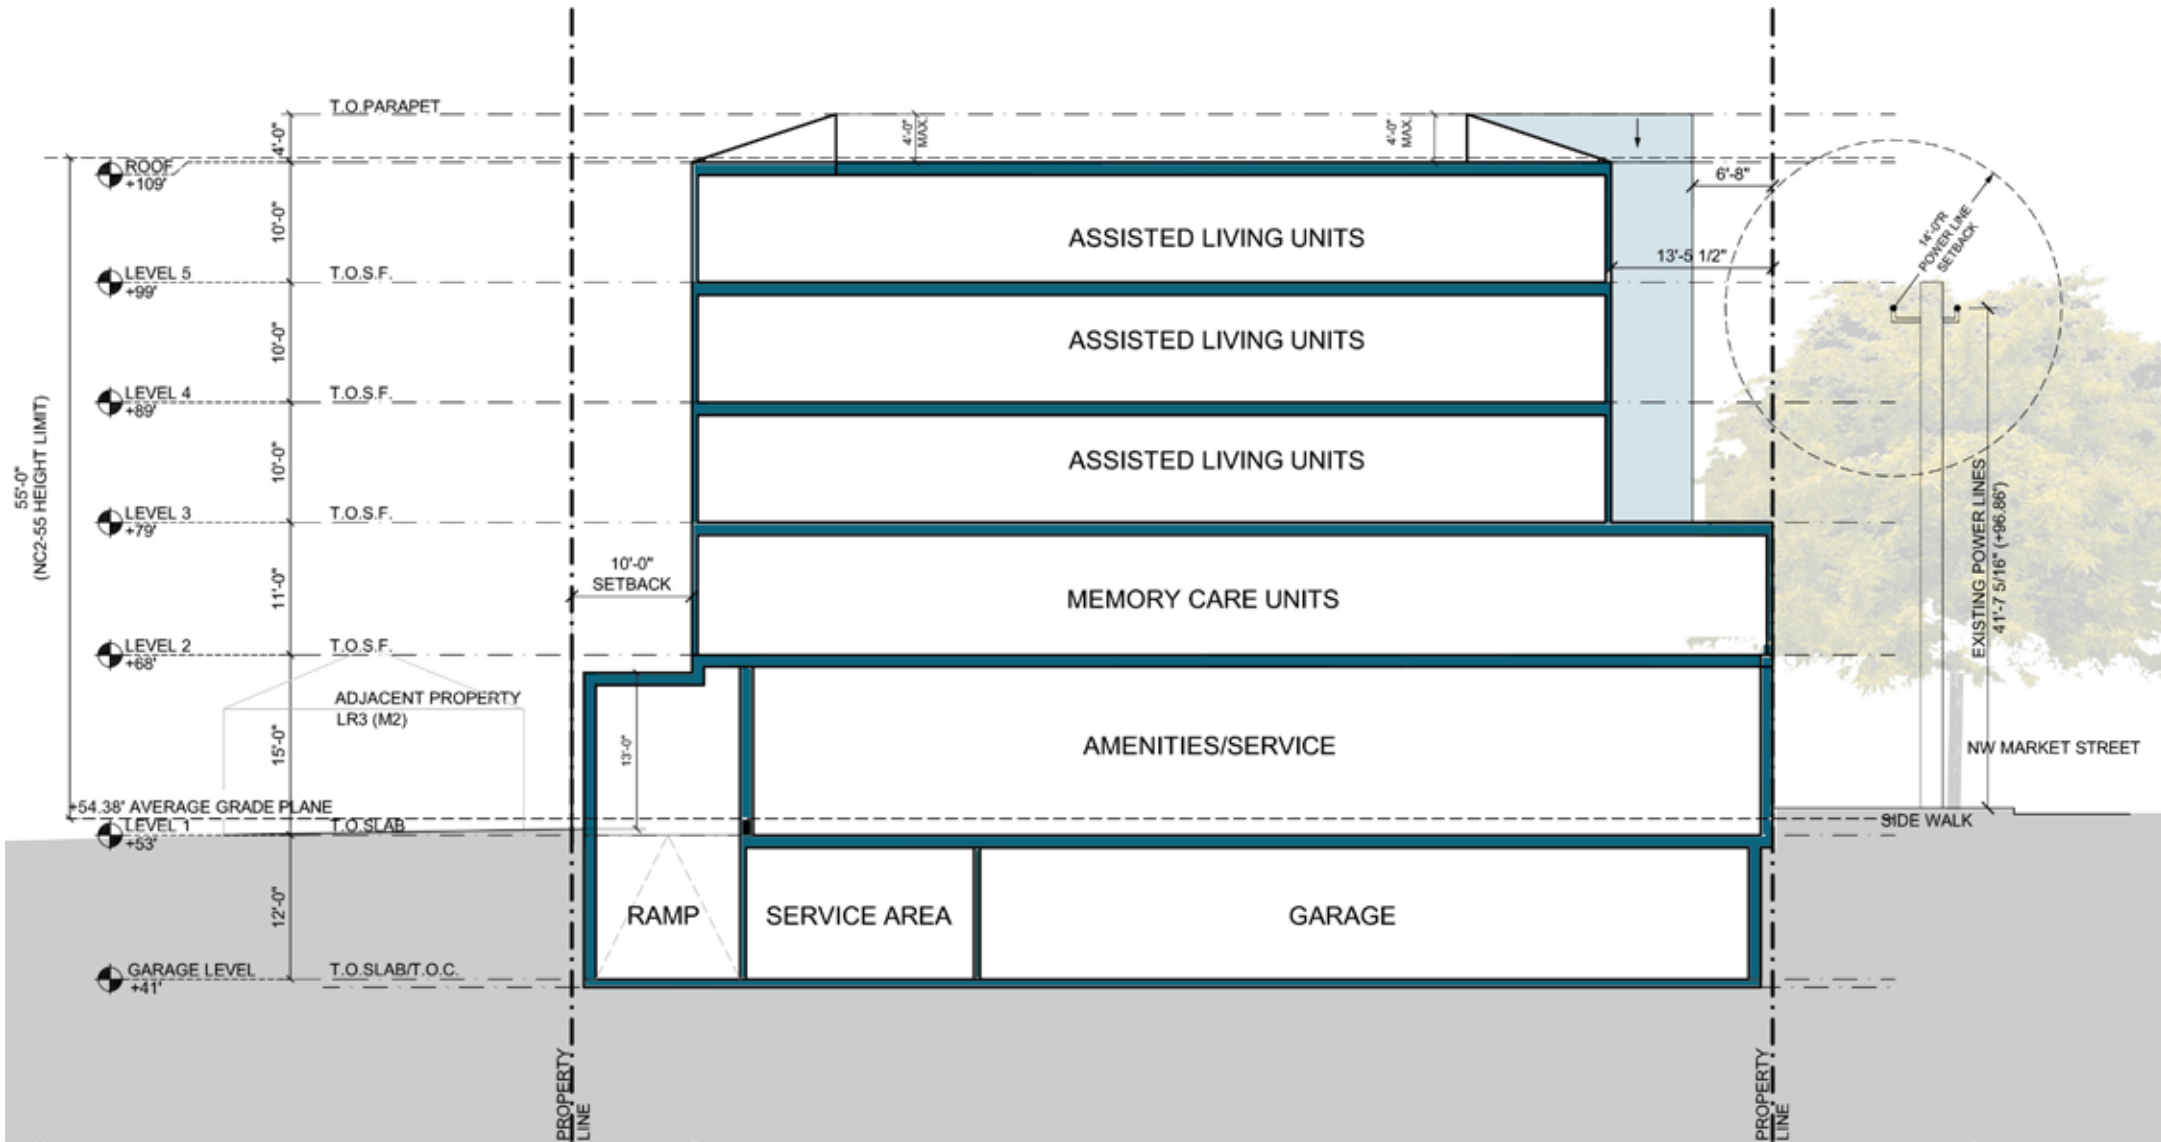 T.O.PARAPET
4'-0"
4'-0"
MAX.
4'-0"
MAX.
ROOF
+109'
6'-8"
14'-0"R
POWER LINE
SETBACK
10'-0"
ASSISTED LIVING UNITS
13'-5 1/2"
LEVEL 5
+99'
T.O.S.F.
10'-0"
ASSISTED LIVING UNITS
LEVEL 4
+89'
T.O.S.F.
55'-0"
(NC2-55 HEIGHT LIMIT)
10'-0"
ASSISTED LIVING UNITS
LEVEL 3
+79'
T.O.S.F.
EXISTING POWER LINES
41'-7 5/16" (+96.86')
11'-0"
10'-0"
SETBACK
MEMORY CARE UNITS
LEVEL 2
+68'
T.O.S.F.
ADJACENT PROPERTY
LR3 (M2)
15'-0"
13'-0"
AMENITIES/SERVICE
NW MARKET STREET
+54.38' AVERAGE GRADE PLANE
LEVEL 1
+53'
T.O.SLAB
SIDE WALK
12'-0"
RAMP
SERVICE AREA
GARAGE
GARAGE LEVEL
+41'
T.O.SLAB/T.O.C.
PROPERTY
LINE
PROPERTY
LINE